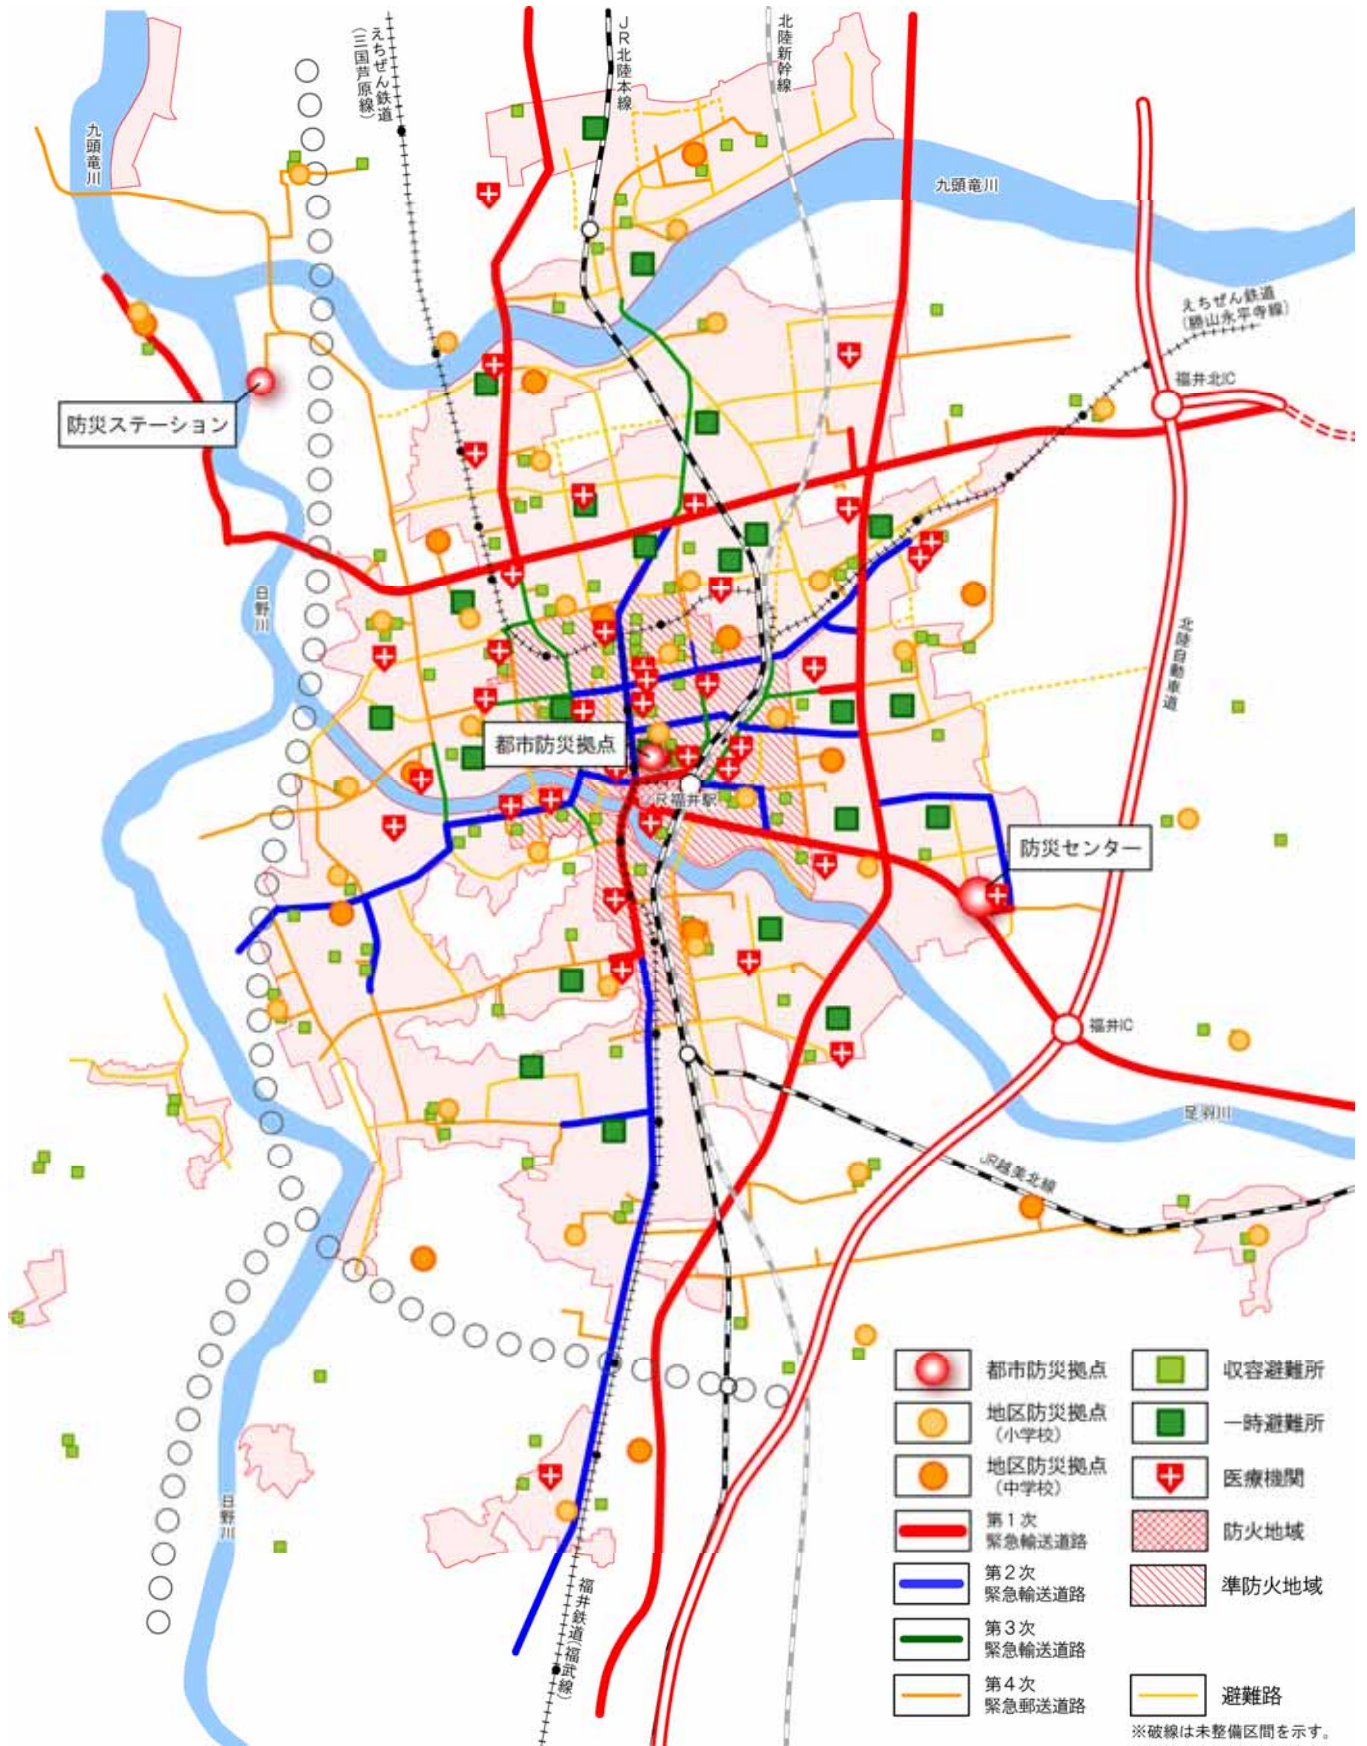 えちぜん鉄道
(三国芦原線)
JR北陸本線
北陸新幹線
九頭竜川
九頭竜川
えちぜん鉄道
(勝山永平寺線)
福井北IC
防災ステーション
日野川
北陸自動車道
都市防災拠点
JR福井駅
防災センター
福井IC
足羽川
JR越美北線
日野川
福井鉄道(福武線)
都市防災拠点
地区防災拠点
(小学校)
地区防災拠点
(中学校)
第1次
緊急輸送道路
第2次
緊急輸送道路
第3次
緊急輸送道路
第4次
緊急郵送道路
収容避難所
一時避難所
医療機関
防火地域
準防火地域
避難路
※破線は未整備区間を示す。